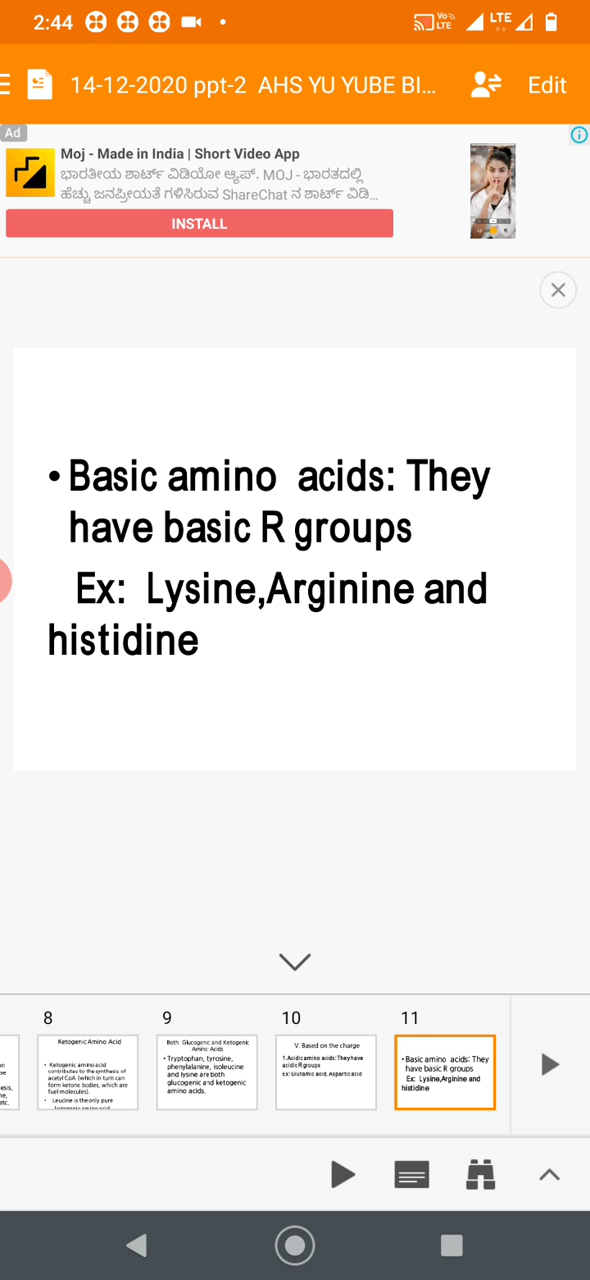 2:44
Vo
LTE
LTE
14-12-2020 ppt-2 AHS YU YUBE BI...
Edit
Ad
Moj - Made in India | Short Video App
ಭಾರತೀಯ ಶಾರ್ಟ್ ವಿಡಿಯೋ ಆ್ಯಪ್. MOJ - ಭಾರತದಲ್ಲಿ
ಹೆಚ್ಚು ಜನಪ್ರಿಯತೆ ಗಳಿಸಿರುವ ShareChat ನ ಶಾರ್ಟ್ ವಿಡಿ...
INSTALL
• Basic amino acids: They
have basic R groups
Ex: Lysine,Arginine and
histidine
8
9
10
11
Ketogenic Amino Acid
• Ketogenic amino acid
contributes to the synthesis of
acetyl CoA (which in turn can
form ketone bodies, which are
fuel molecules).
• Leucine is the only pure
ketogenic amino acid
Both Glucogenic and Ketogenic
Amino Acids
• Tryptophan, tyrosine,
phenylalanine, isoleucine
and lysine are both
glucogenic and ketogenic
amino acids.
V. Based on the charge
1.Acidic amino acids: They have
acidic R groups
Ex: Glutamic acid, Aspartic acid
• Basic amino acids: They
have basic R groups
Ex: Lysine,Arginine and
histidine